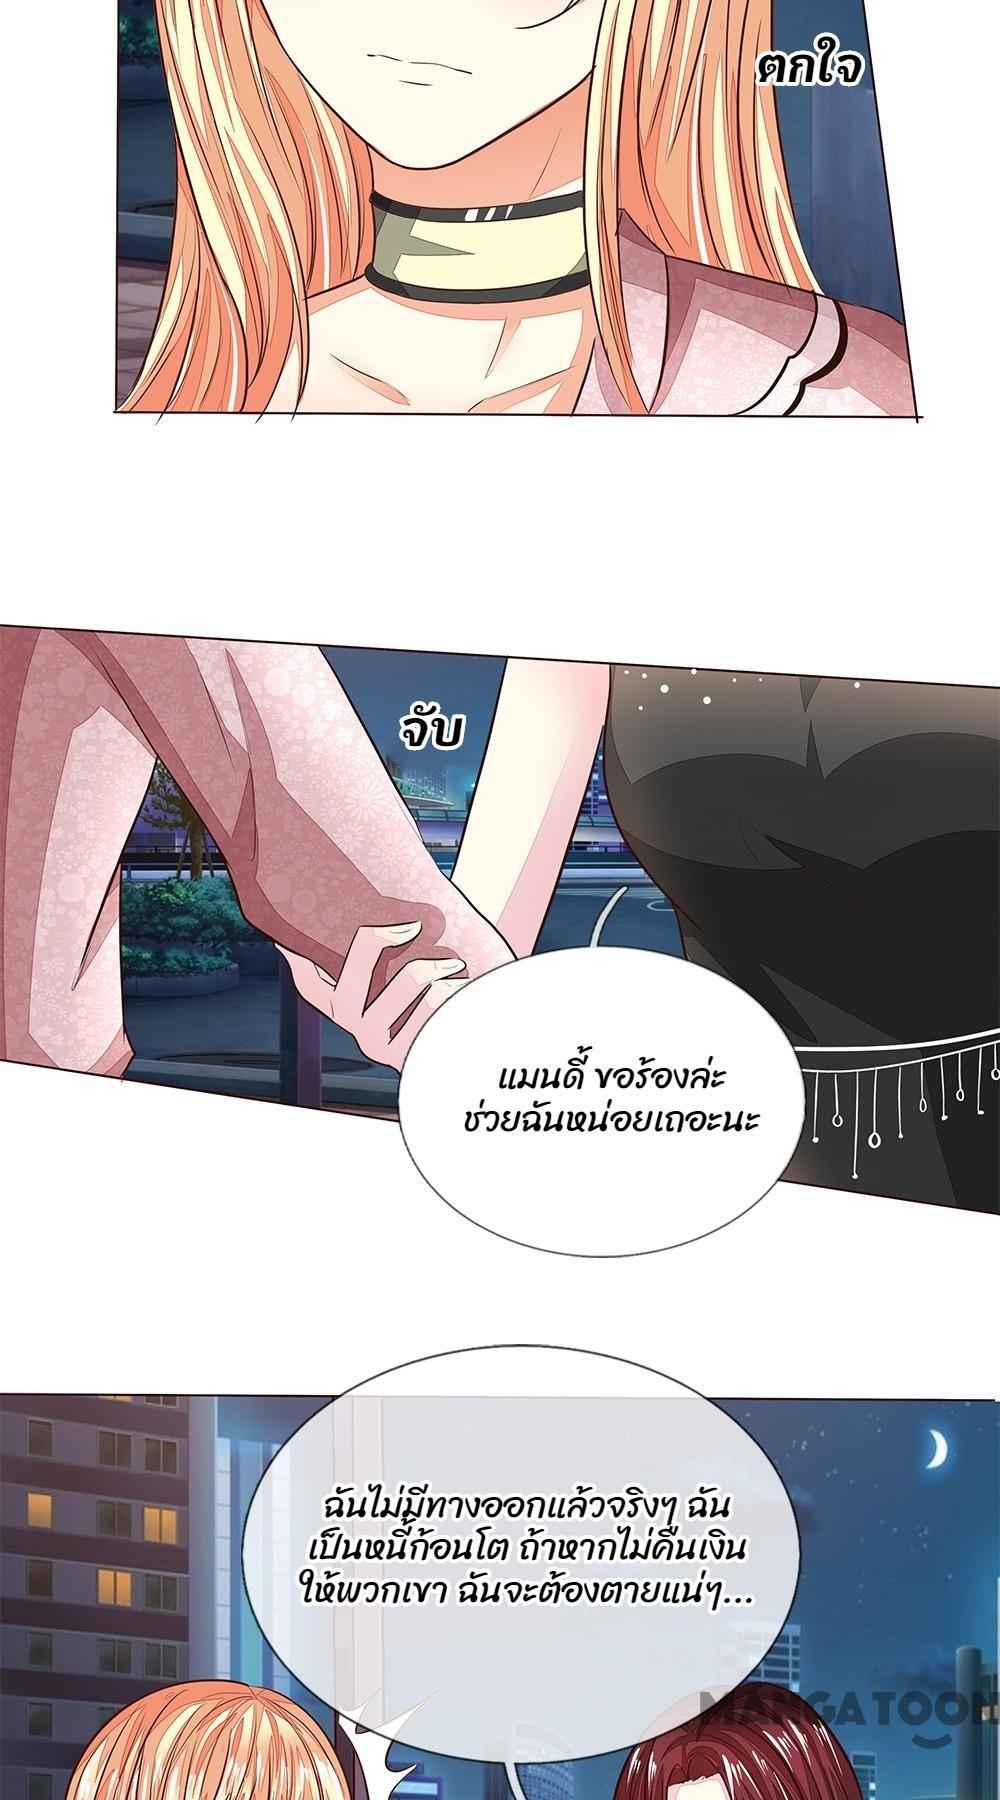 ตกใจ
จับ
แมนดี้ ขอร้องล่ะ
ช่วยฉันหน่อยเถอะนะ
ฉันไม่มีทางออกแล้วจริงๆ ฉัน
เป็นหนี้ก้อนโต ถ้าหากไม่คืนเงิน
ให้พวกเขา ฉันจะต้องตายแน่ๆ...
MANGATOON